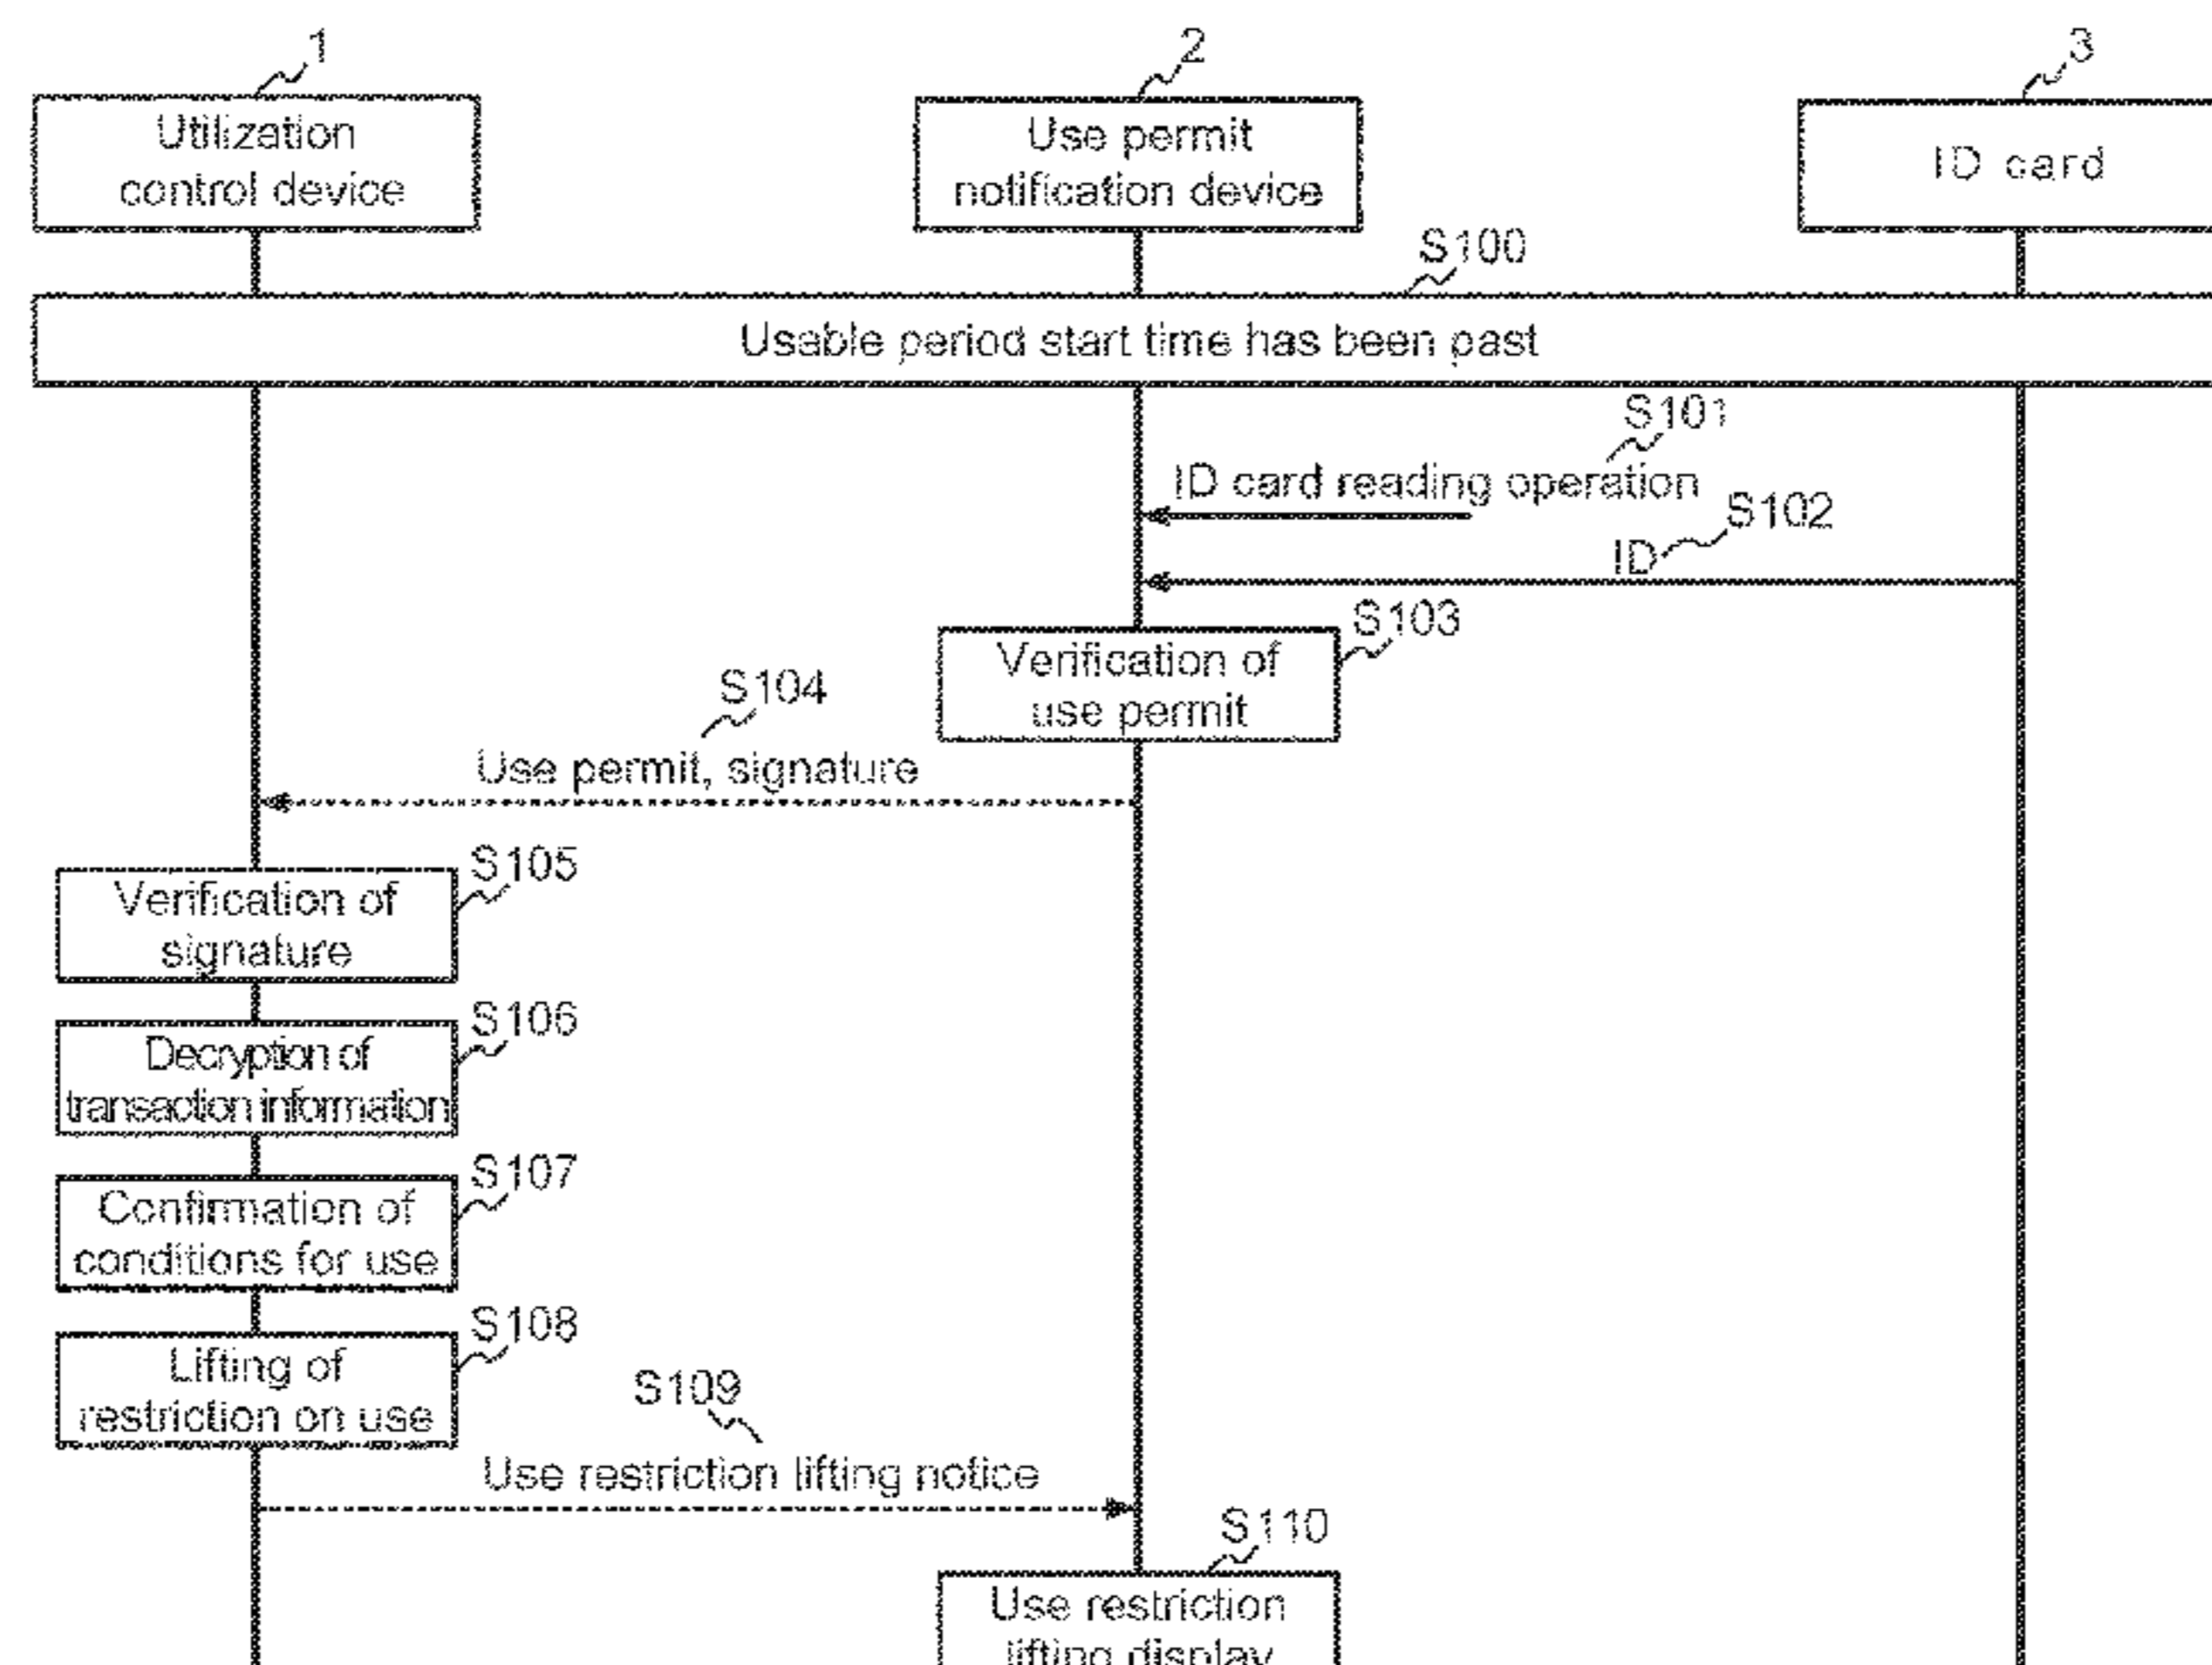 1
2
3
Utilization
control device
Use permit
notification device
ID card
S100
Usable period start time has been past
S101
ID card reading operation
S102
ID
S103
Verification of
use permit
S104
Use permit, signature
S105
Verification of
signature
S106
Decryption of
transaction information
S107
Confirmation of
conditions for use
S108
Lifting of
restriction on use
S109
Use restriction lifting notice
S110
Use restriction
lifting display